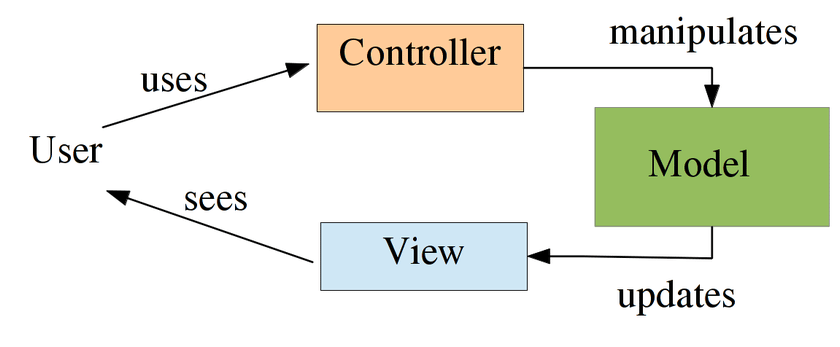 manipulates
Controller
uses
User
Model
sees
View
updates